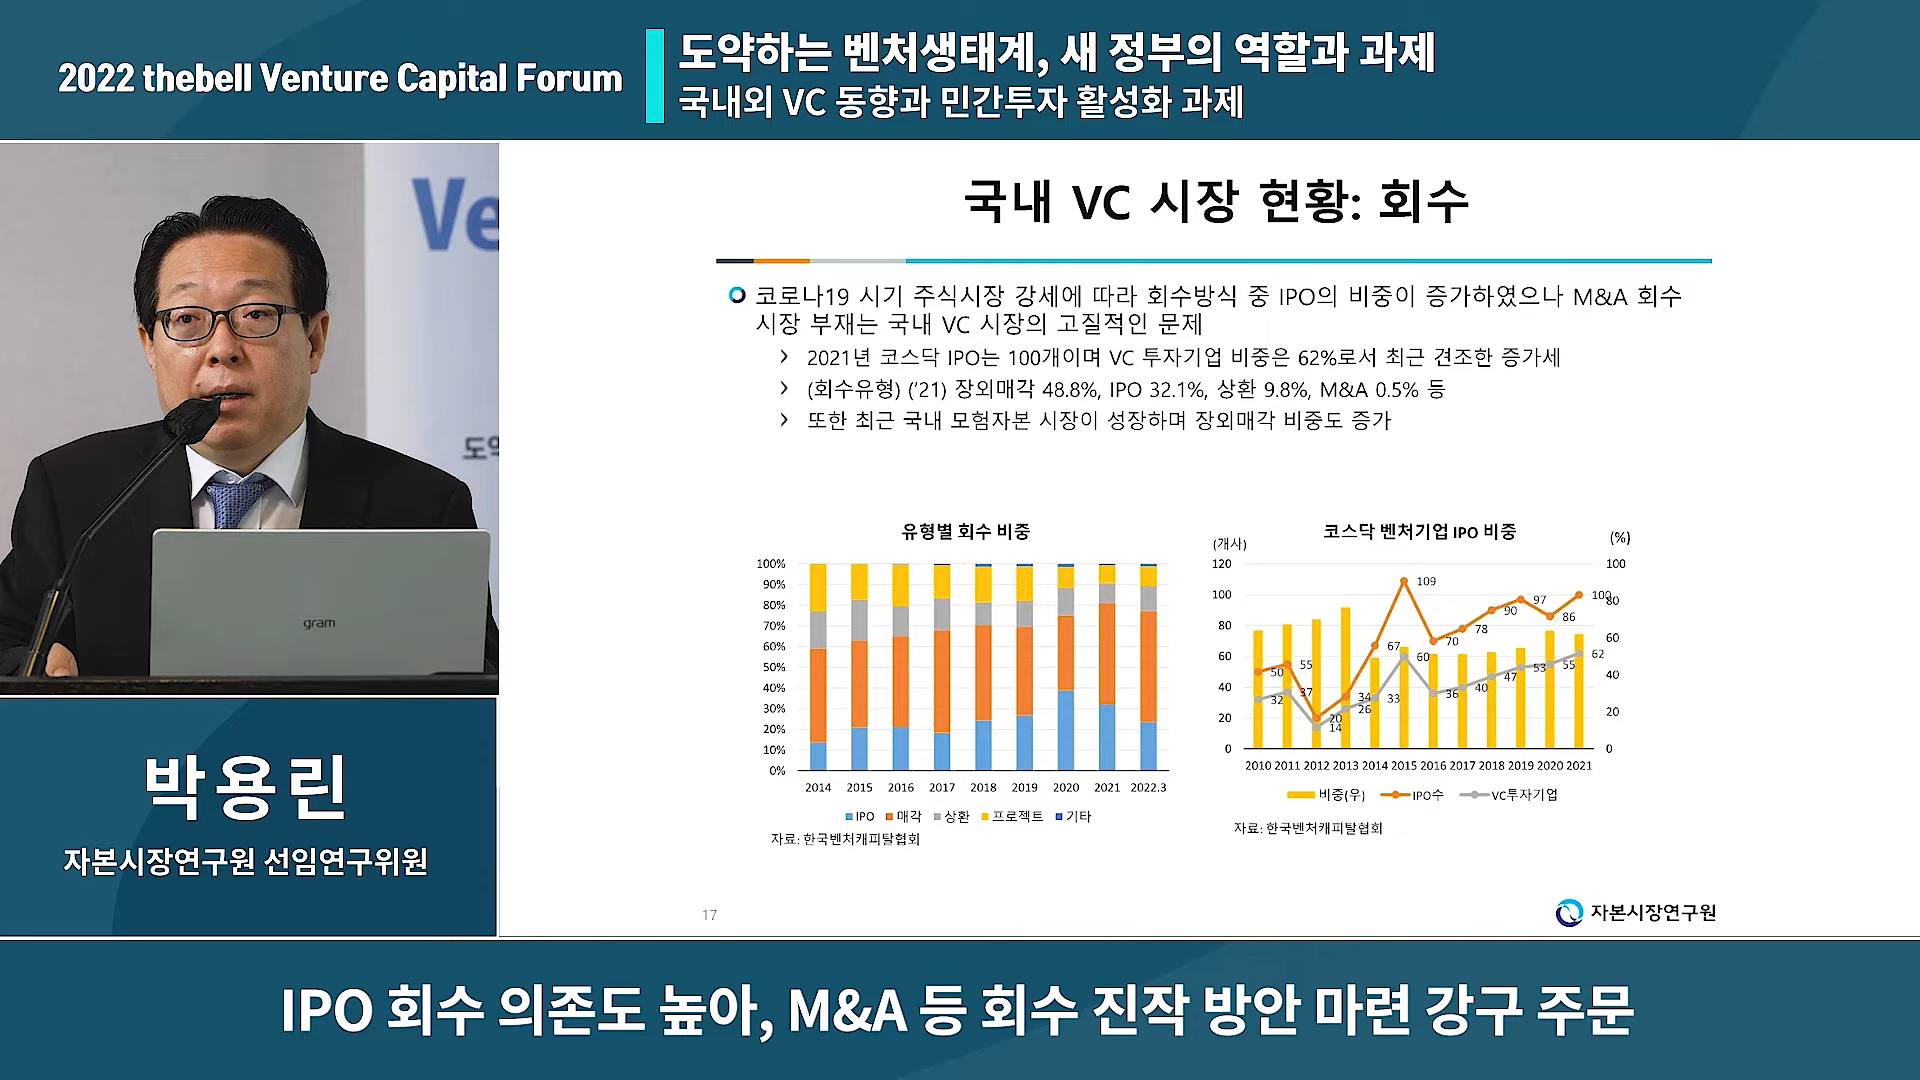 2022 thebell Venture Capital Forum
도약하는 벤처생태계, 새 정부의 역할과 과제
국내외 VC 동향과 민간투자 활성화 과제
Ve
도약
gram
박용린
자본시장연구원 선임연구위원
국내 VC 시장 현황: 회수
코로나19 시기 주식시장 강세에 따라 회수방식 중 IPO의 비중이 증가하였으나 M&A 회수
시장 부재는 국내 VC 시장의 고질적인 문제
› 2021년 코스닥 IPO는 100개이며 VC 투자기업 비중은 62%로서 최근 견조한 증가세
› (회수유형) ('21) 장외매각 48.8%, IPO 32.1%, 상환 9.8%, M&A 0.5% 등
› 또한 최근 국내 모험자본 시장이 성장하며 장외매각 비중도 증가
유형별 회수 비중
100%
90%
80%
70%
60%
50%
40%
30%
20%
10%
0%
2014 2015 2016 2017 2018 2019 2020 2021 2022.3
IPO 매각 상환 프로젝트 기타
자료: 한국벤처캐피탈협회
코스닥 벤처기업 IPO 비중
(개사) (%)
120
100
80
60
40
20
0
100
80
60
40
20
0
50 55 20 34 67 109 70 78 90 97 86 100
32 37 14 26 33 60 36 40 47 53 55 62
2010 2011 2012 2013 2014 2015 2016 2017 2018 2019 2020 2021
비중(우) IPO수 VC투자기업
자료: 한국벤처캐피탈협회
17
자본시장연구원
IPO 회수 의존도 높아, M&A 등 회수 진작 방안 마련 강구 주문